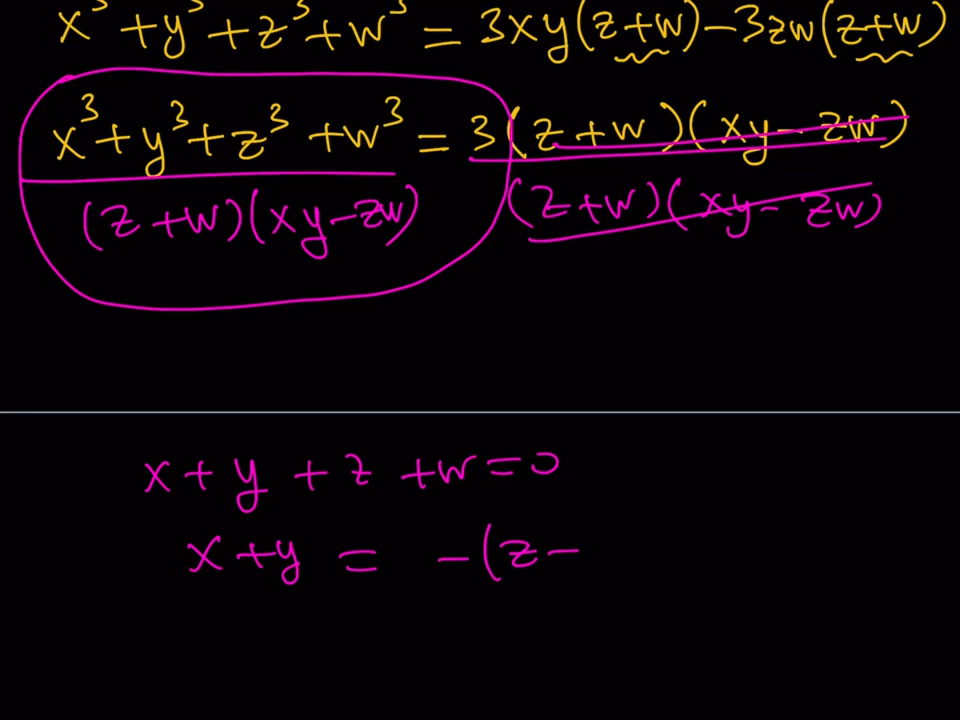 x³ + y³ + z³ + w³ = 3xy(z+w) - 3zw(z+w)
x³ + y³ + z³ + w³ = 3(z+w)(xy - zw)
(z+w)(xy-zw) (z+w)(xy - zw)
x + y + z + w = 0
x + y = -(z -